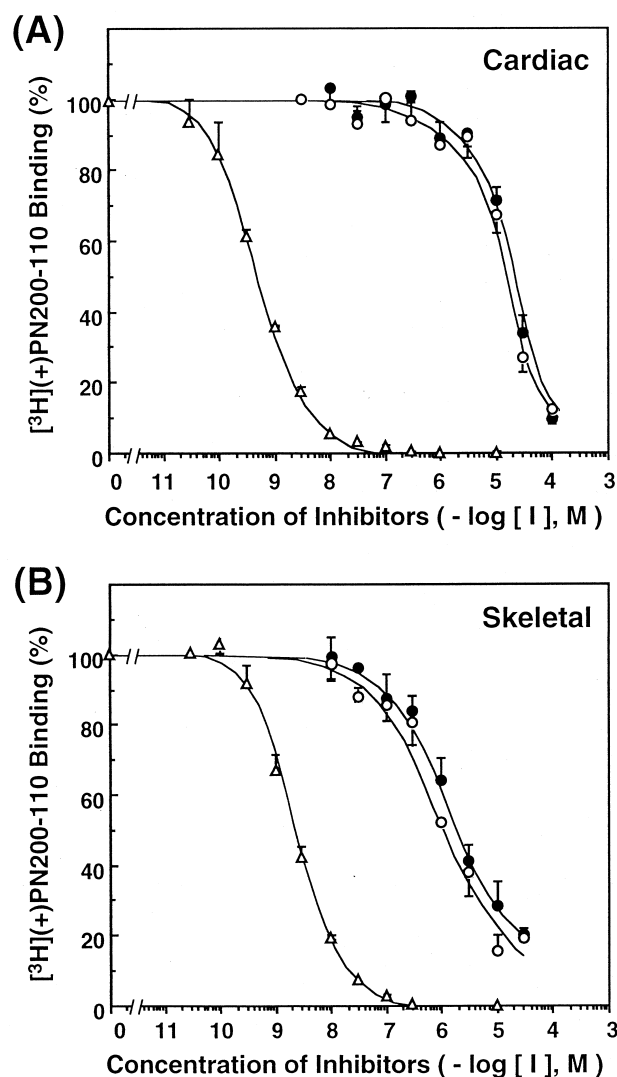 (A)
Cardiac
[³H](+)PN200-110 Binding (%)
100
80
60
40
20
0
0 11 10 9 8 7 6 5 4 3
Concentration of Inhibitors ( - log [ I ], M )
(B)
Skeletal
[³H](+)PN200-110 Binding (%)
100
80
60
40
20
0
0 11 10 9 8 7 6 5 4 3
Concentration of Inhibitors ( - log [ I ], M )